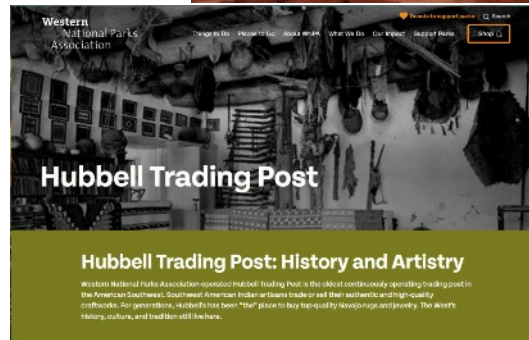 Donate to support parks | Search
Western
National Parks
Association
Things to Do Places to Go About WNPA What We Do Our Impact Support Parks Shop
Hubbell Trading Post
Hubbell Trading Post: History and Artistry
Western National Parks Association-operated Hubbell Trading Post is the oldest continuously operating trading post in
the American Southwest. Southwest American Indian artisans trade or sell their authentic and high-quality
craftworks. For generations, Hubbell's has been "the" place to buy top-quality Navajo rugs and jewelry. The West's
history, culture, and tradition still live here.